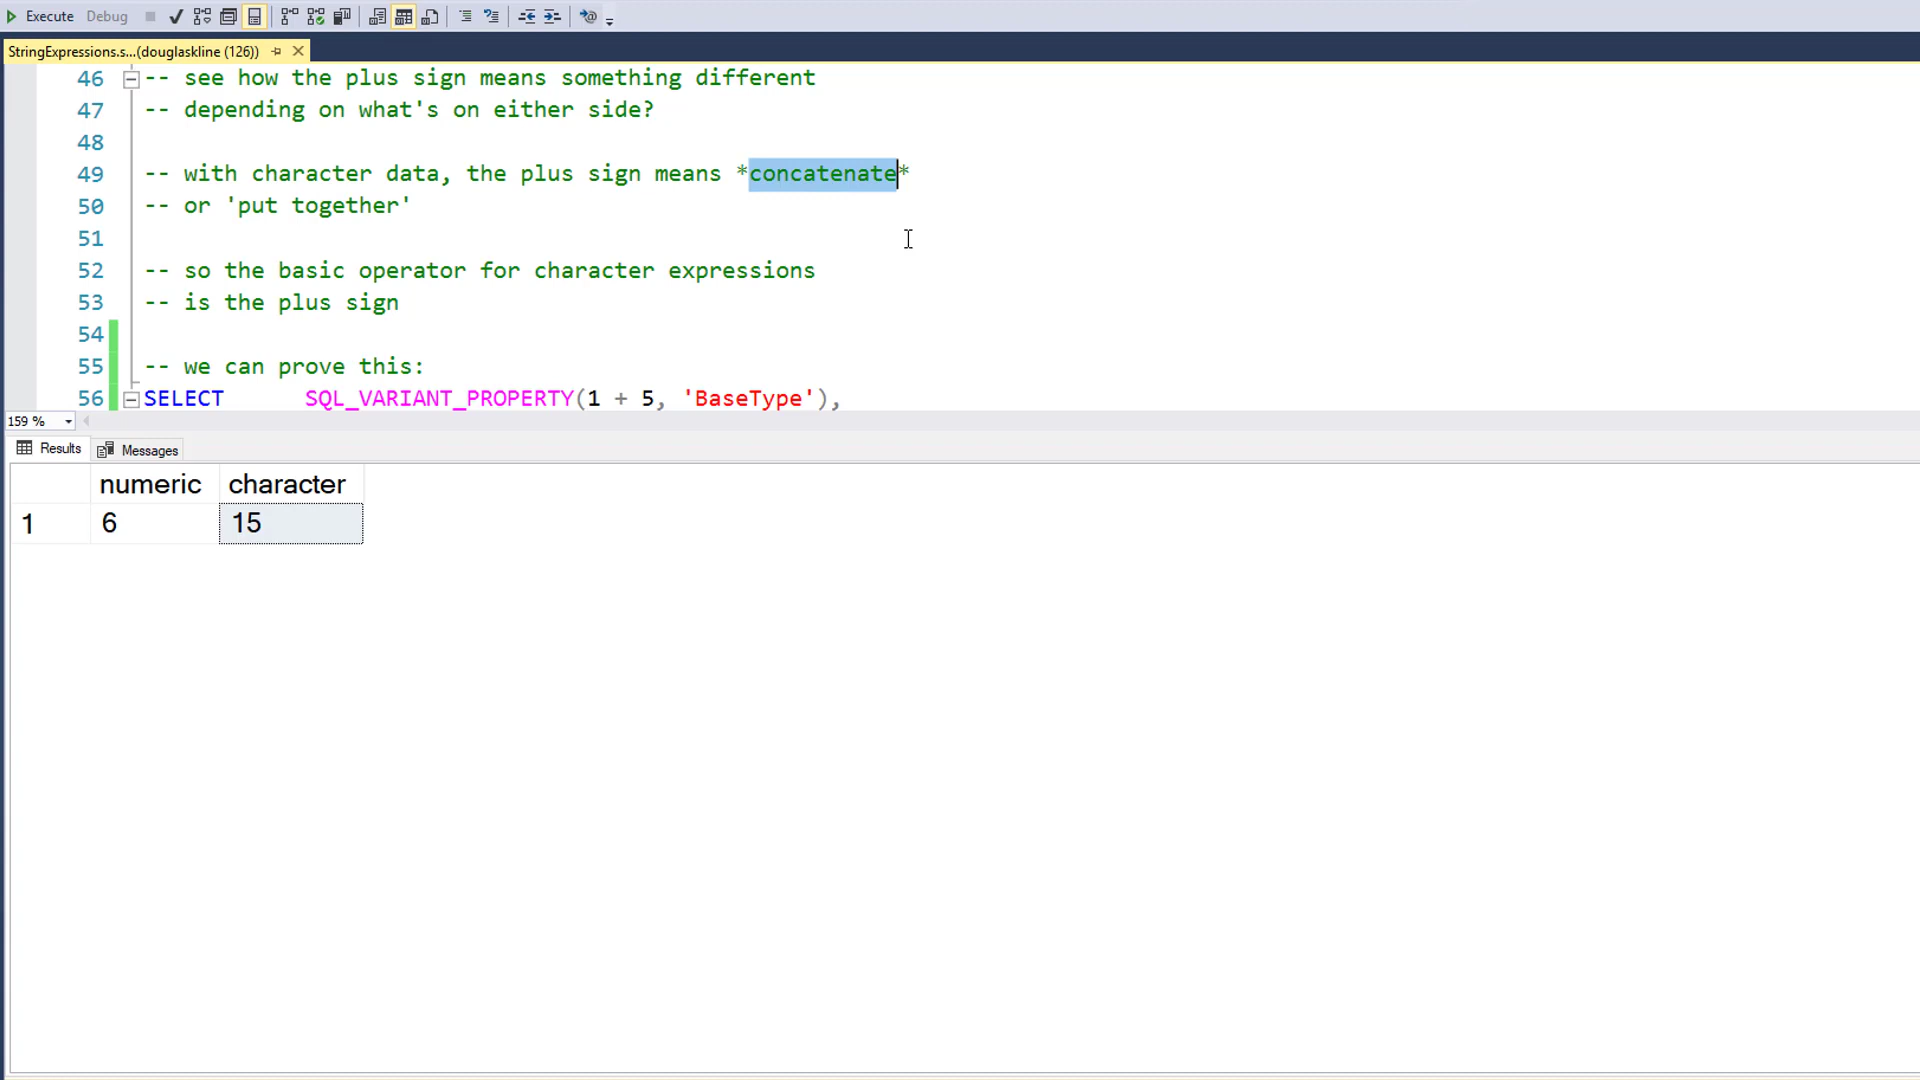 Execute Debug
StringExpressions.s...(douglaskline (126))
46 -- see how the plus sign means something different
47 -- depending on what's on either side?
48
49 -- with character data, the plus sign means *concatenate*
50 -- or 'put together'
51
52 -- so the basic operator for character expressions
53 -- is the plus sign
54
55 -- we can prove this:
56 SELECT SQL_VARIANT_PROPERTY(1 + 5, 'BaseType'),
159 %
Results Messages
numeric character
1 6 15